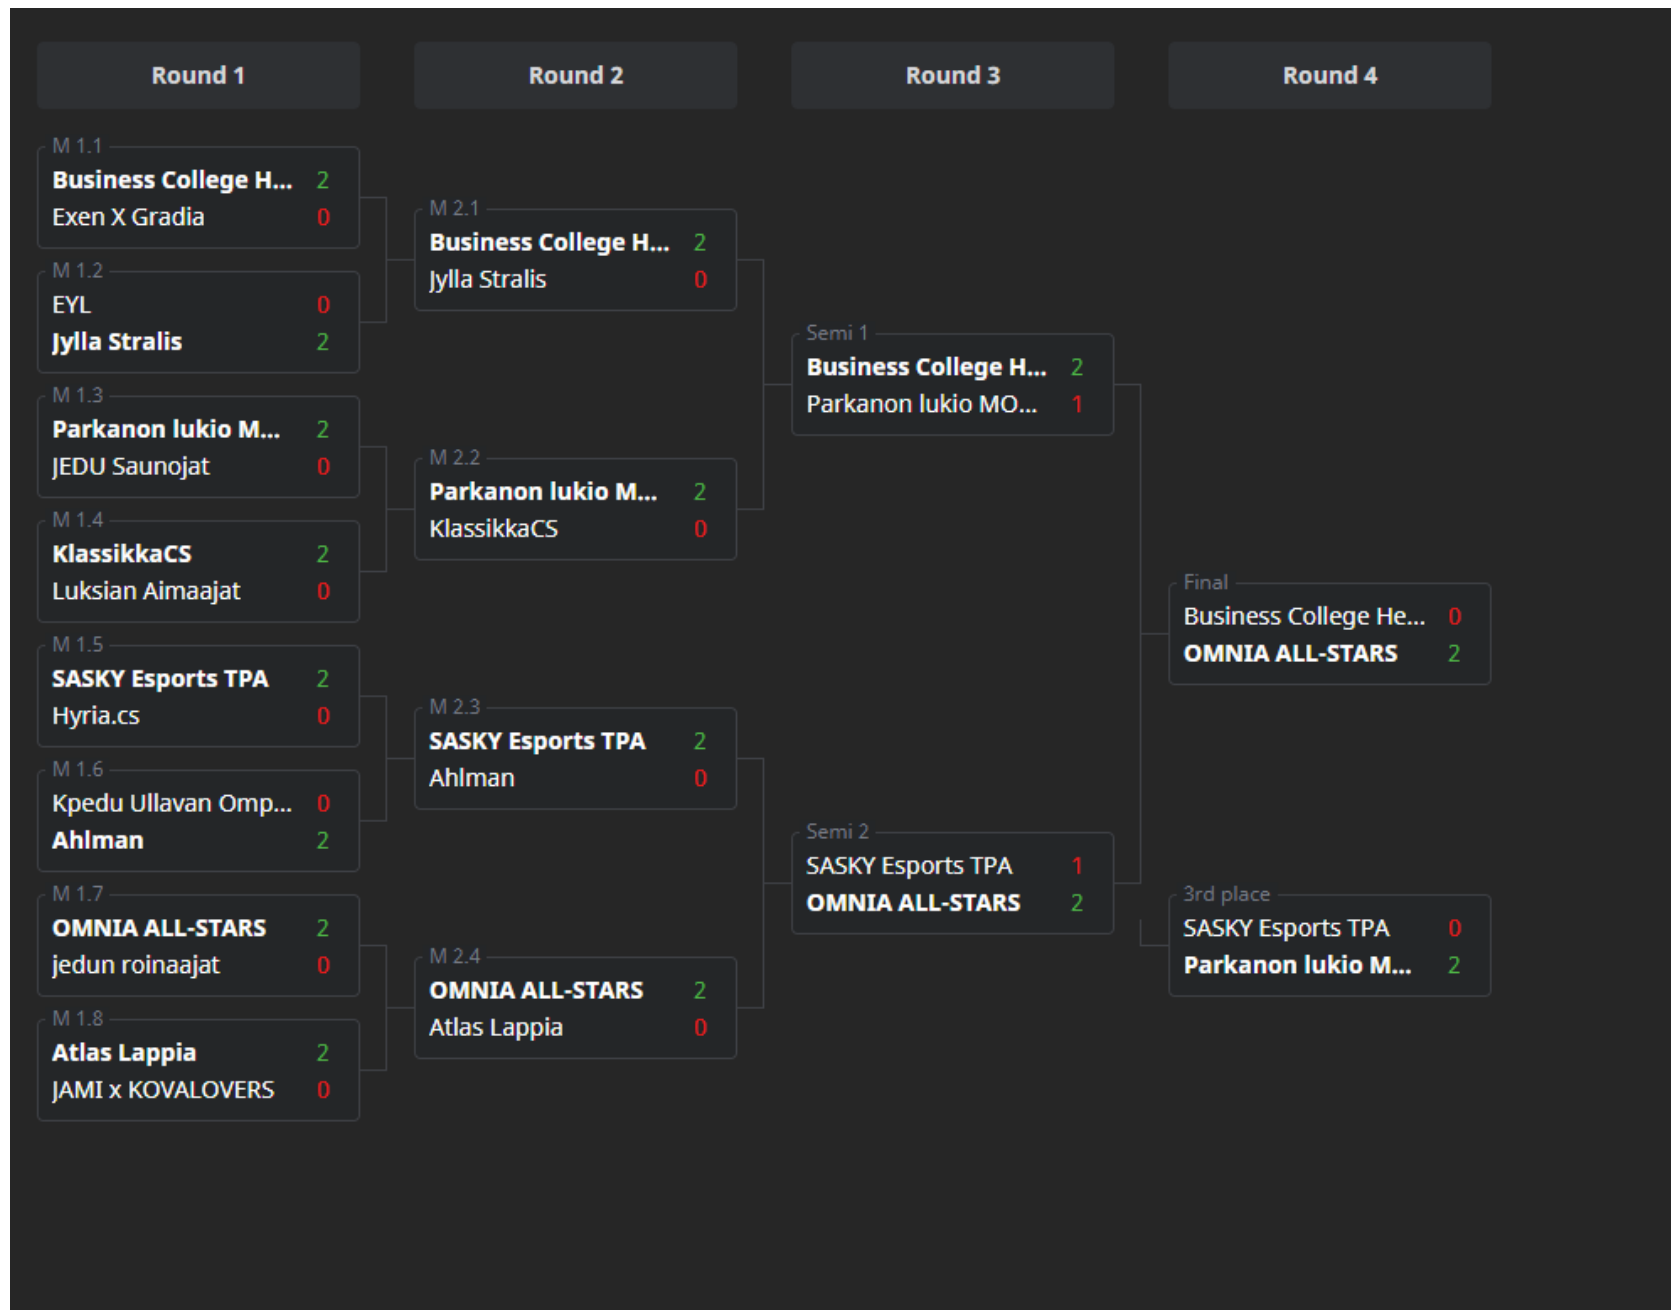 Round 1
Round 2
Round 3
Round 4
M 1.1
Business College H... 2
Exen X Gradia 0
M 1.2
EYL 0
Jylla Stralis 2
M 1.3
Parkanon lukio M... 2
JEDU Saunojat 0
M 1.4
KlassikkaCS 2
Luksian Aimaajat 0
M 1.5
SASKY Esports TPA 2
Hyria.cs 0
M 1.6
Kpedu Ullavan Omp... 0
Ahlman 2
M 1.7
OMNIA ALL-STARS 2
jedun roinaajat 0
M 1.8
Atlas Lappia 2
JAMI x KOVALOVERS 0
M 2.1
Business College H... 2
Jylla Stralis 0
M 2.2
Parkanon lukio M... 2
KlassikkaCS 0
M 2.3
SASKY Esports TPA 2
Ahlman 0
M 2.4
OMNIA ALL-STARS 2
Atlas Lappia 0
Semi 1
Business College H... 2
Parkanon lukio MO... 1
Semi 2
SASKY Esports TPA 1
OMNIA ALL-STARS 2
Final
Business College He... 0
OMNIA ALL-STARS 2
3rd place
SASKY Esports TPA 0
Parkanon lukio M... 2